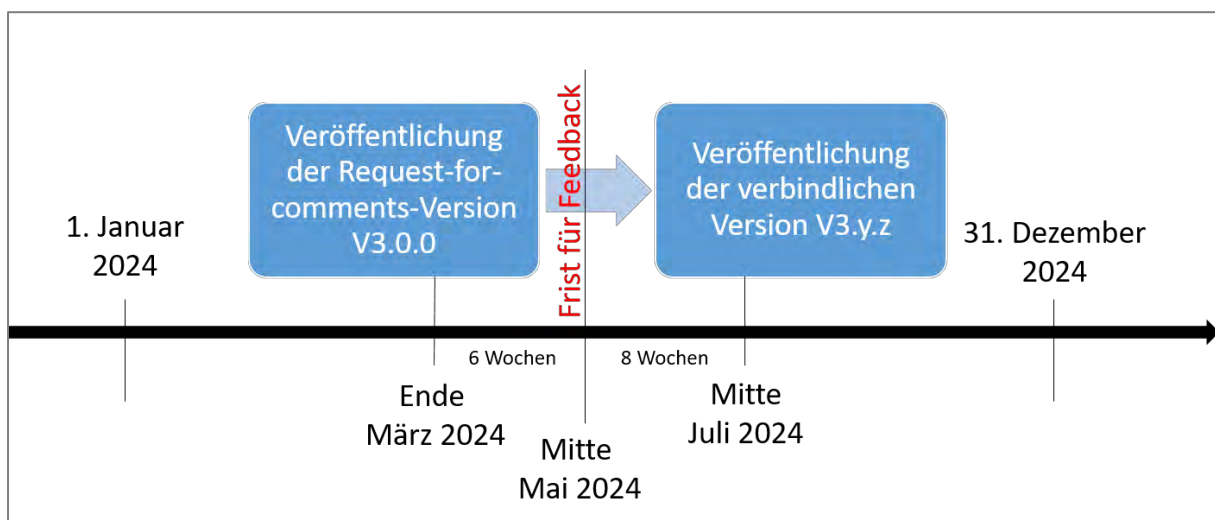 Veröffentlichung
der Request-for-
comments-Version
V3.0.0
Frist für Feedback
Veröffentlichung
der verbindlichen
Version V3.y.z
1. Januar
2024
31. Dezember
2024
6 Wochen
8 Wochen
Ende
März 2024
Mitte
Mai 2024
Mitte
Juli 2024